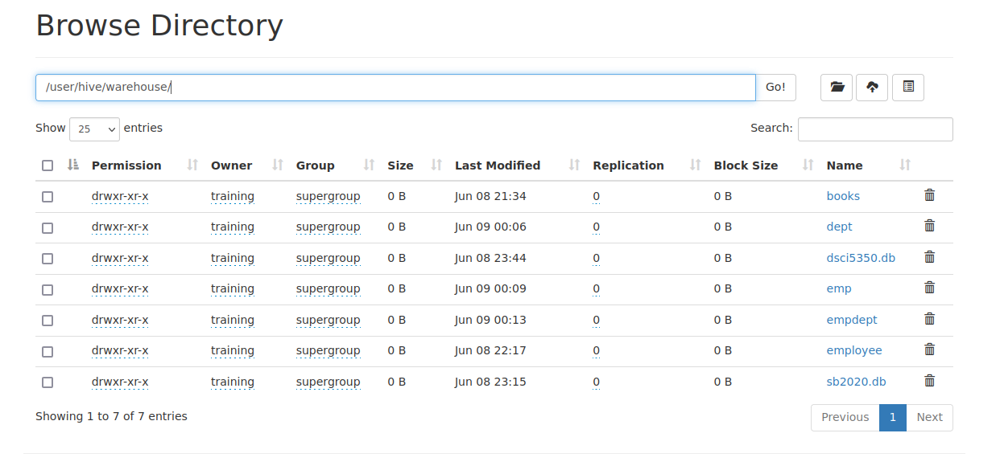 Browse Directory
/user/hive/warehouse/ Go!
Show 25 entries Search:
Permission Owner Group Size Last Modified Replication Block Size Name
drwxr-xr-x training supergroup 0 B Jun 08 21:34 0 0 B books
drwxr-xr-x training supergroup 0 B Jun 09 00:06 0 0 B dept
drwxr-xr-x training supergroup 0 B Jun 08 23:44 0 0 B dsci5350.db
drwxr-xr-x training supergroup 0 B Jun 09 00:09 0 0 B emp
drwxr-xr-x training supergroup 0 B Jun 09 00:13 0 0 B empdept
drwxr-xr-x training supergroup 0 B Jun 08 22:17 0 0 B employee
drwxr-xr-x training supergroup 0 B Jun 08 23:15 0 0 B sb2020.db
Showing 1 to 7 of 7 entries Previous 1 Next